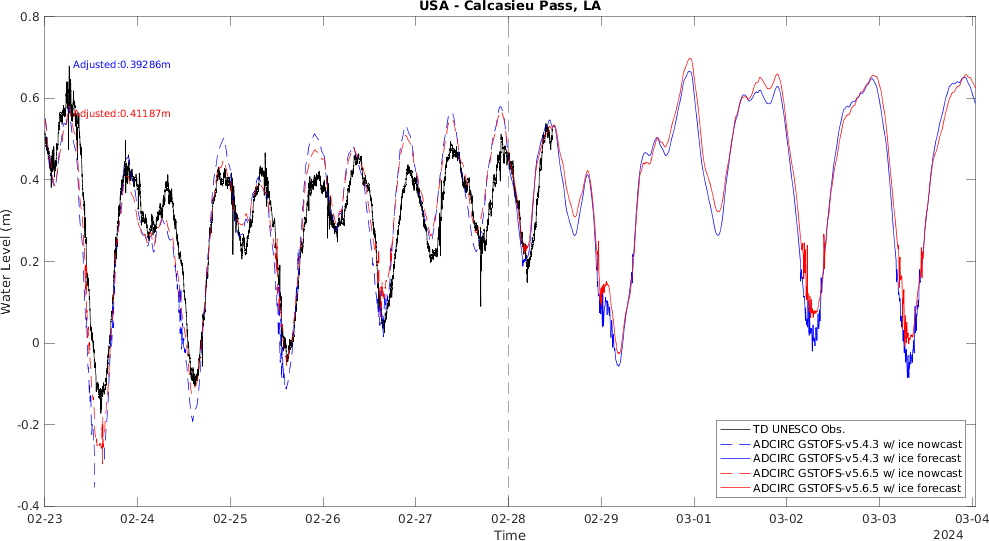 USA - Calcasieu Pass, LA
0.8
0.6
0.4
0.2
0
-0.2
-0.4
Water Level (m)
Adjusted:0.39286m
Adjusted:0.41187m
TD UNESCO Obs.
ADCIRC GSTOFS-v5.4.3 w/ ice nowcast
ADCIRC GSTOFS-v5.4.3 w/ ice forecast
ADCIRC GSTOFS-v5.6.5 w/ ice nowcast
ADCIRC GSTOFS-v5.6.5 w/ ice forecast
02-23 02-24 02-25 02-26 02-27 02-28 02-29 03-01 03-02 03-03 03-04
Time
2024